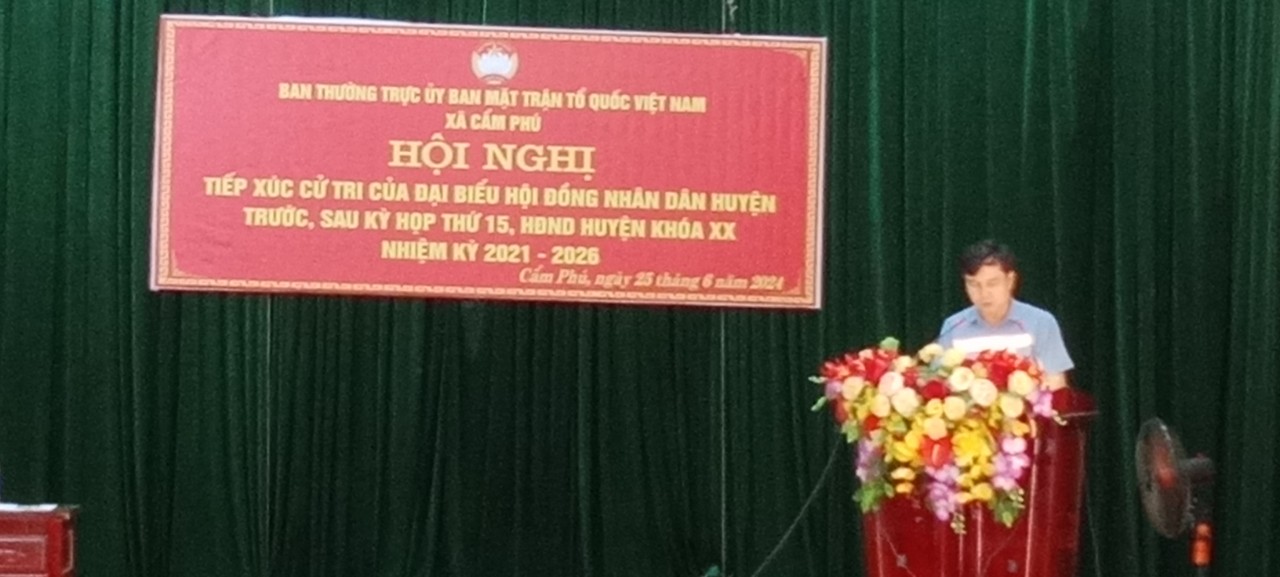 BAN THƯỜNG TRỰC ỦY BAN MẶT TRẬN TỔ QUỐC VIỆT NAM
XÃ CẨM PHÚ
HỘI NGHỊ
TIẾP XÚC CỬ TRI CỦA ĐẠI BIỂU HỘI ĐỒNG NHÂN DÂN HUYỆN
TRƯỚC, SAU KỲ HỌP THỨ 15, HĐND HUYỆN KHÓA XX
NHIỆM KỲ 2021 - 2026
Cẩm Phú, ngày 25 tháng 6 năm 2024